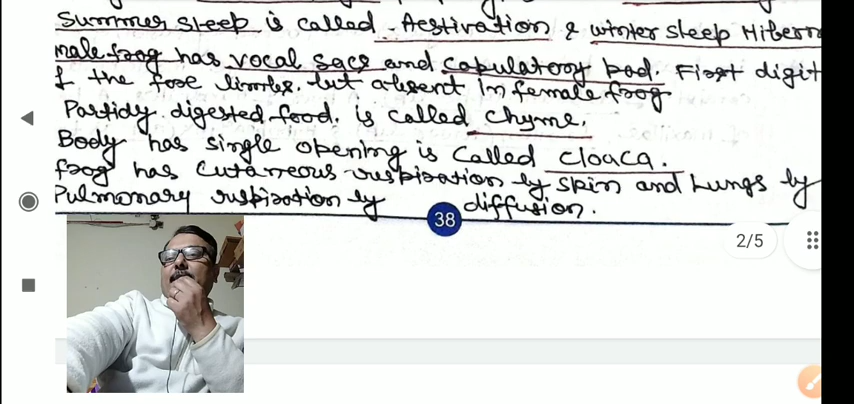 Summer sleep is called Aestivation & winter sleep Hibern
male frog has vocal sacs and copulatory pad. First digit
f the fore limbs. but absent in female frog
Partidy digested food. is called chyme.
Body has single opening is called cloaca.
frog has cutaneous respiration by skin and Lungs by
Pulmonary respiration by diffusion.
38
2/5